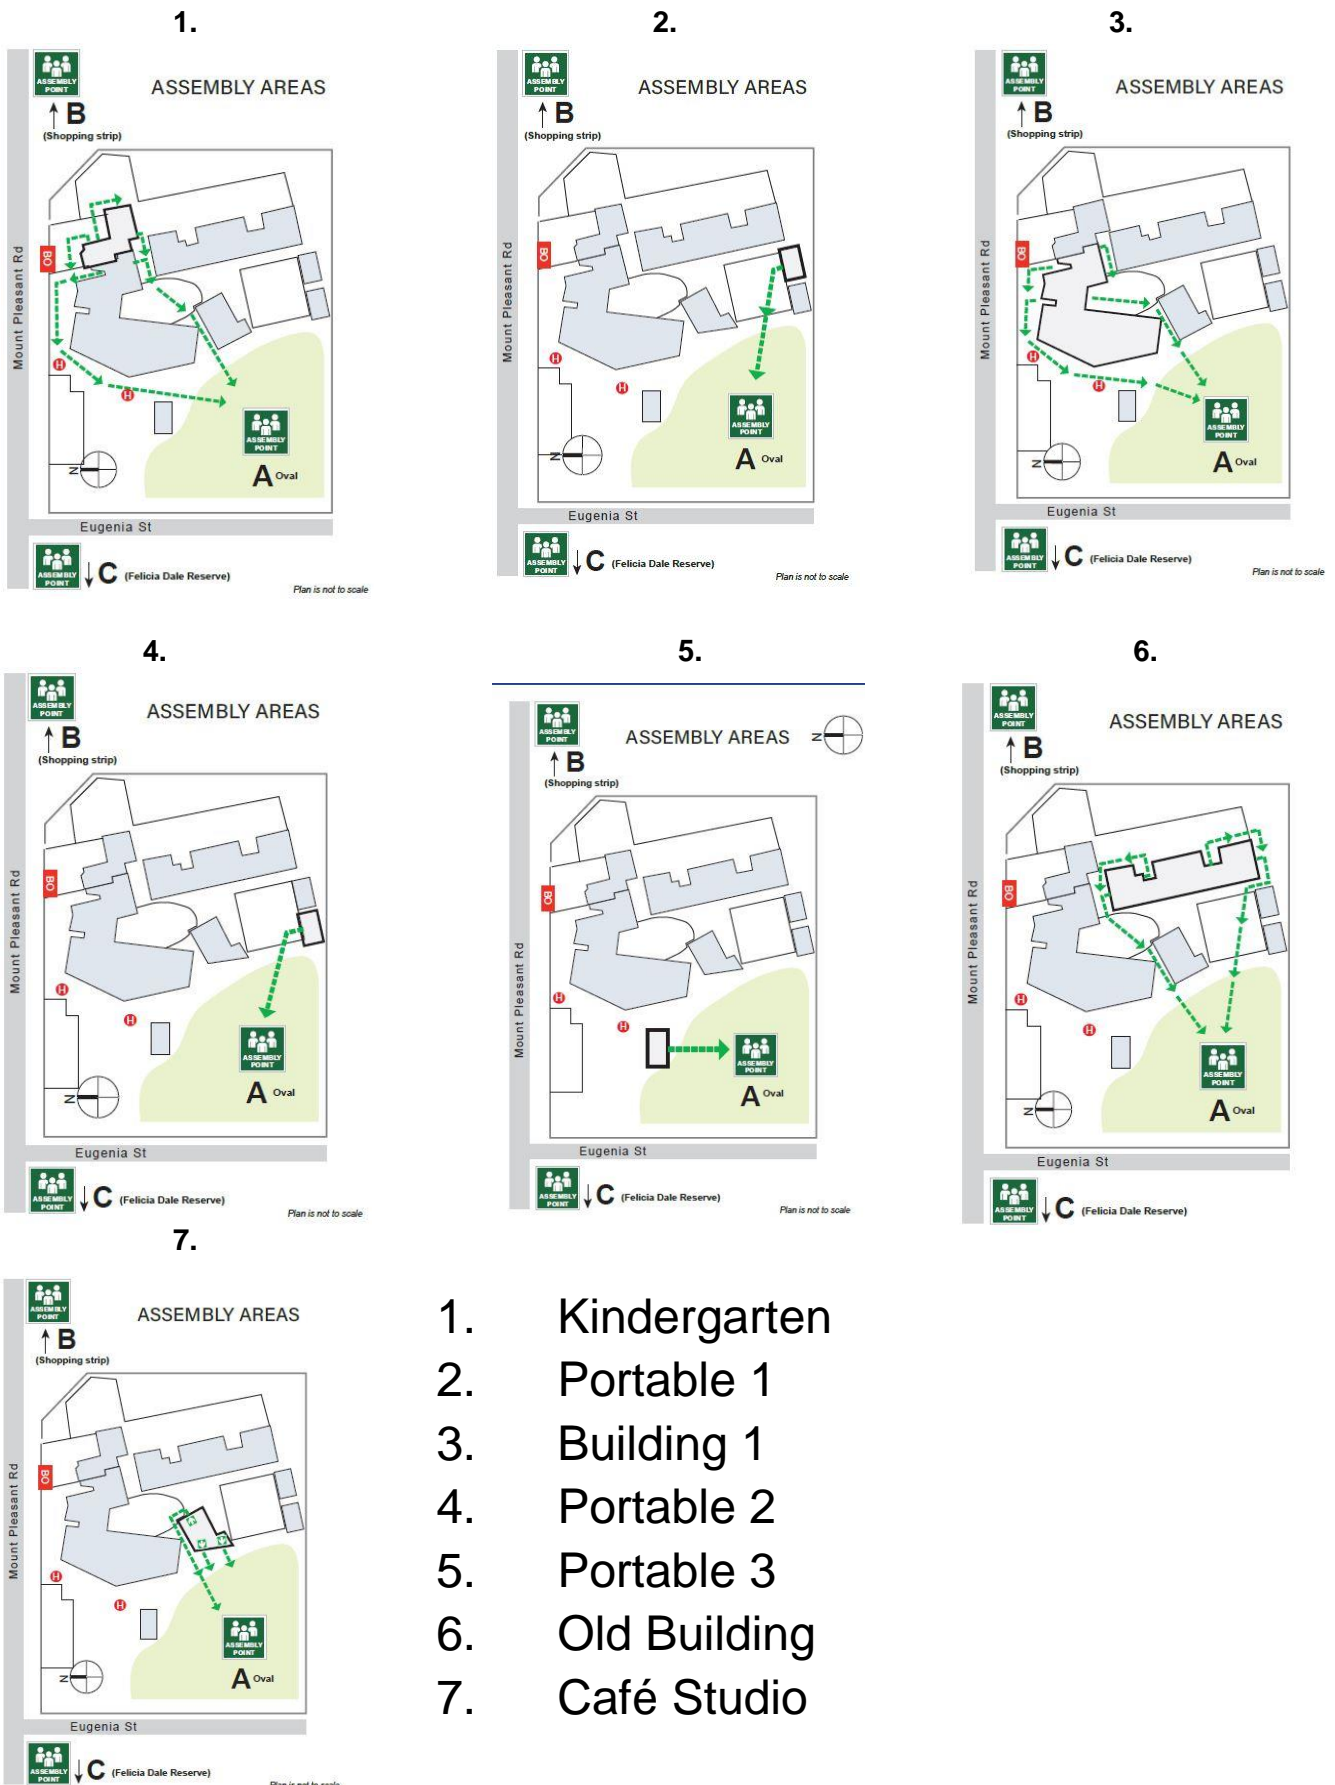 1.
ASSEMBLY
POINT
ASSEMBLY AREAS
B
(Shopping strip)
Mount Pleasant Rd
BO
H
H
ASSEMBLY
POINT
A Oval
N
Eugenia St
ASSEMBLY
POINT
C (Felicia Dale Reserve)
Plan is not to scale
2.
ASSEMBLY
POINT
ASSEMBLY AREAS
B
(Shopping strip)
Mount Pleasant Rd
BO
H
H
ASSEMBLY
POINT
A Oval
N
Eugenia St
ASSEMBLY
POINT
C (Felicia Dale Reserve)
Plan is not to scale
3.
ASSEMBLY
POINT
ASSEMBLY AREAS
B
(Shopping strip)
Mount Pleasant Rd
BO
H
H
ASSEMBLY
POINT
A Oval
N
Eugenia St
ASSEMBLY
POINT
C (Felicia Dale Reserve)
Plan is not to scale
4.
ASSEMBLY
POINT
ASSEMBLY AREAS
B
(Shopping strip)
Mount Pleasant Rd
BO
H
H
ASSEMBLY
POINT
A Oval
N
Eugenia St
ASSEMBLY
POINT
C (Felicia Dale Reserve)
Plan is not to scale
5.
ASSEMBLY
POINT
ASSEMBLY AREAS
N
B
(Shopping strip)
Mount Pleasant Rd
BO
H
H
ASSEMBLY
POINT
A Oval
Eugenia St
ASSEMBLY
POINT
C (Felicia Dale Reserve)
Plan is not to scale
6.
ASSEMBLY
POINT
ASSEMBLY AREAS
B
(Shopping strip)
Mount Pleasant Rd
BO
H
H
ASSEMBLY
POINT
A Oval
N
Eugenia St
ASSEMBLY
POINT
C (Felicia Dale Reserve)
7.
ASSEMBLY
POINT
ASSEMBLY AREAS
B
(Shopping strip)
Mount Pleasant Rd
BO
H
H
ASSEMBLY
POINT
A Oval
N
Eugenia St
ASSEMBLY
POINT
C (Felicia Dale Reserve)
Plan is not to scale
1. Kindergarten
2. Portable 1
3. Building 1
4. Portable 2
5. Portable 3
6. Old Building
7. Café Studio